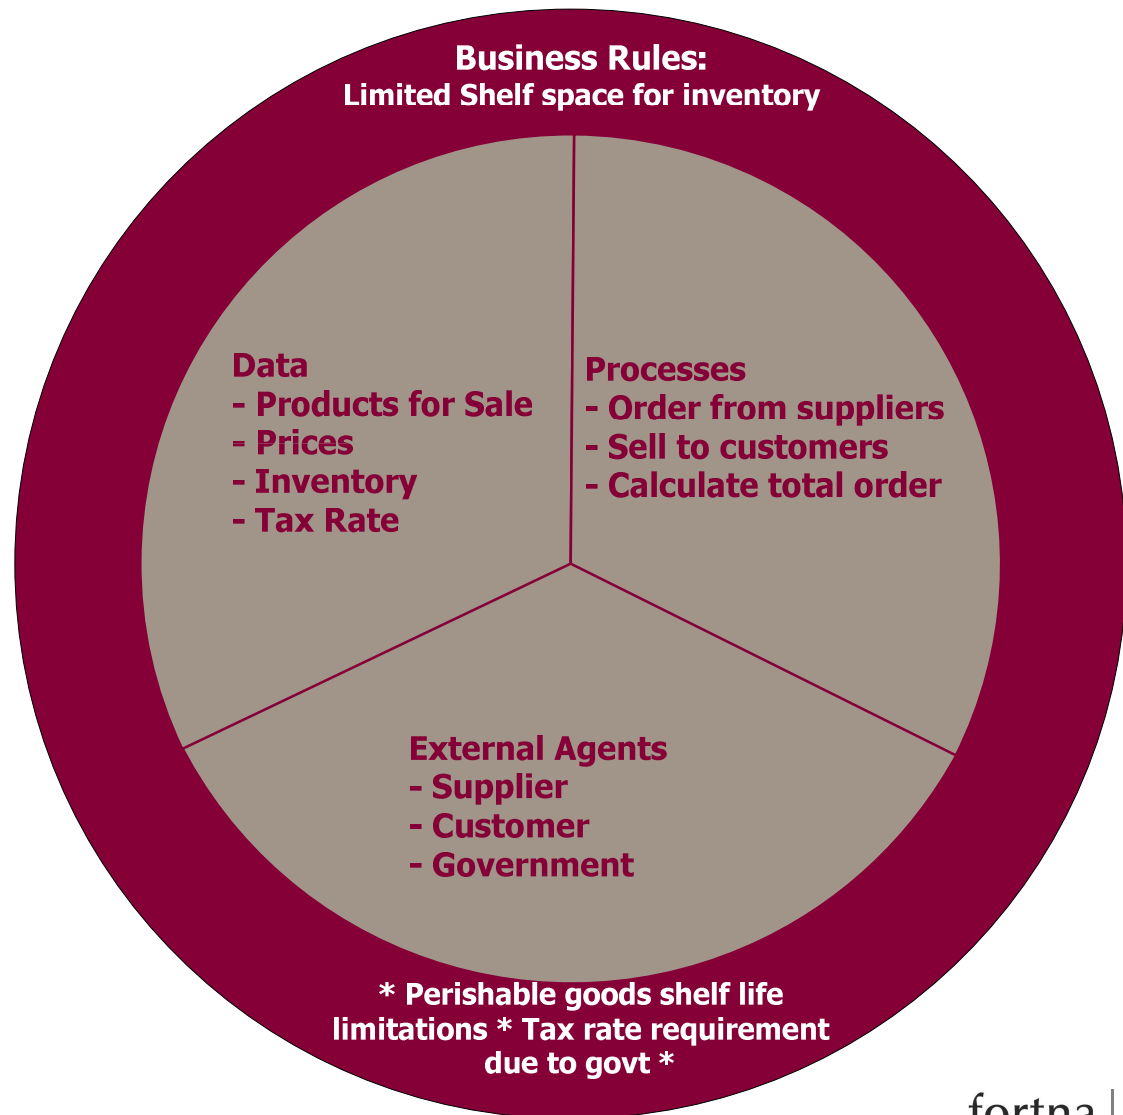 Business Rules:
Limited Shelf space for inventory
Data
- Products for Sale
- Prices
- Inventory
- Tax Rate
Processes
- Order from suppliers
- Sell to customers
- Calculate total order
External Agents
- Supplier
- Customer
- Government
* Perishable goods shelf life
limitations * Tax rate requirement
due to govt *
fortna